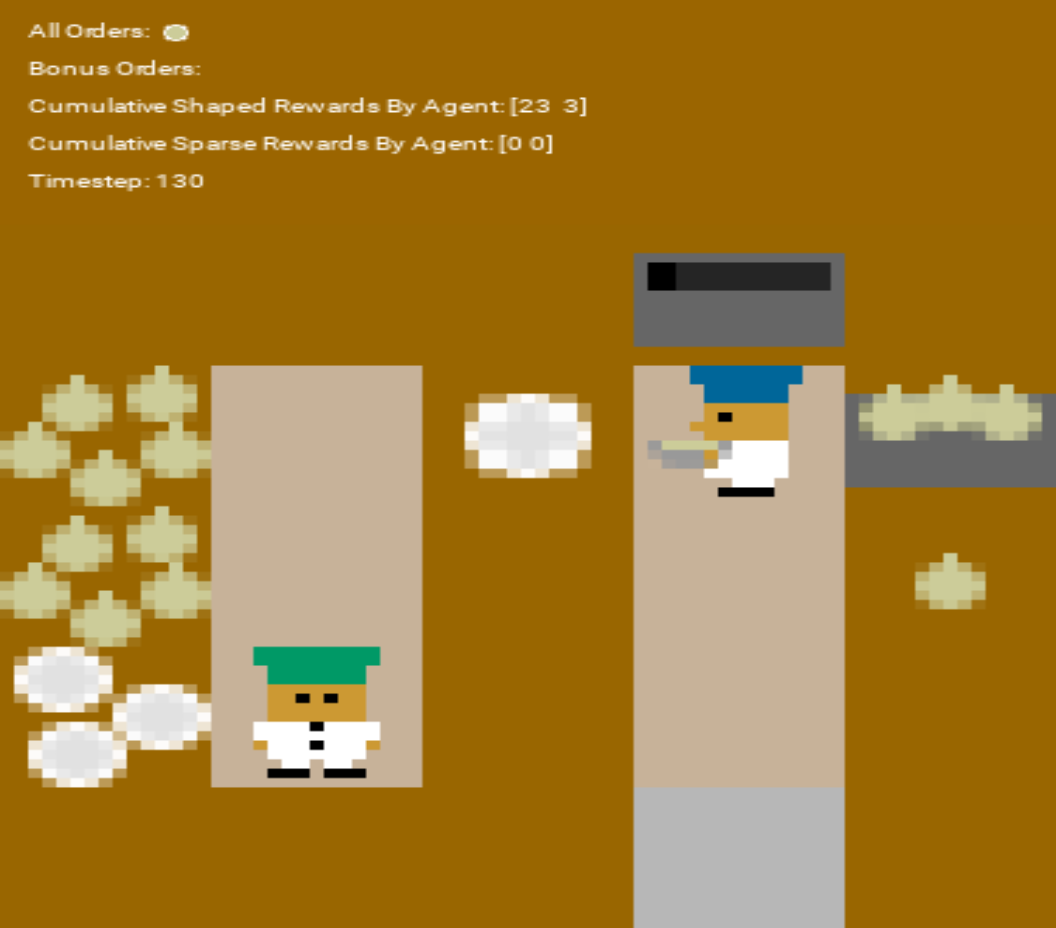 All Orders:
Bonus Orders:
Cumulative Shaped Rewards By Agent: [23 3]
Cumulative Sparse Rewards By Agent: [0 0]
Timestep: 130